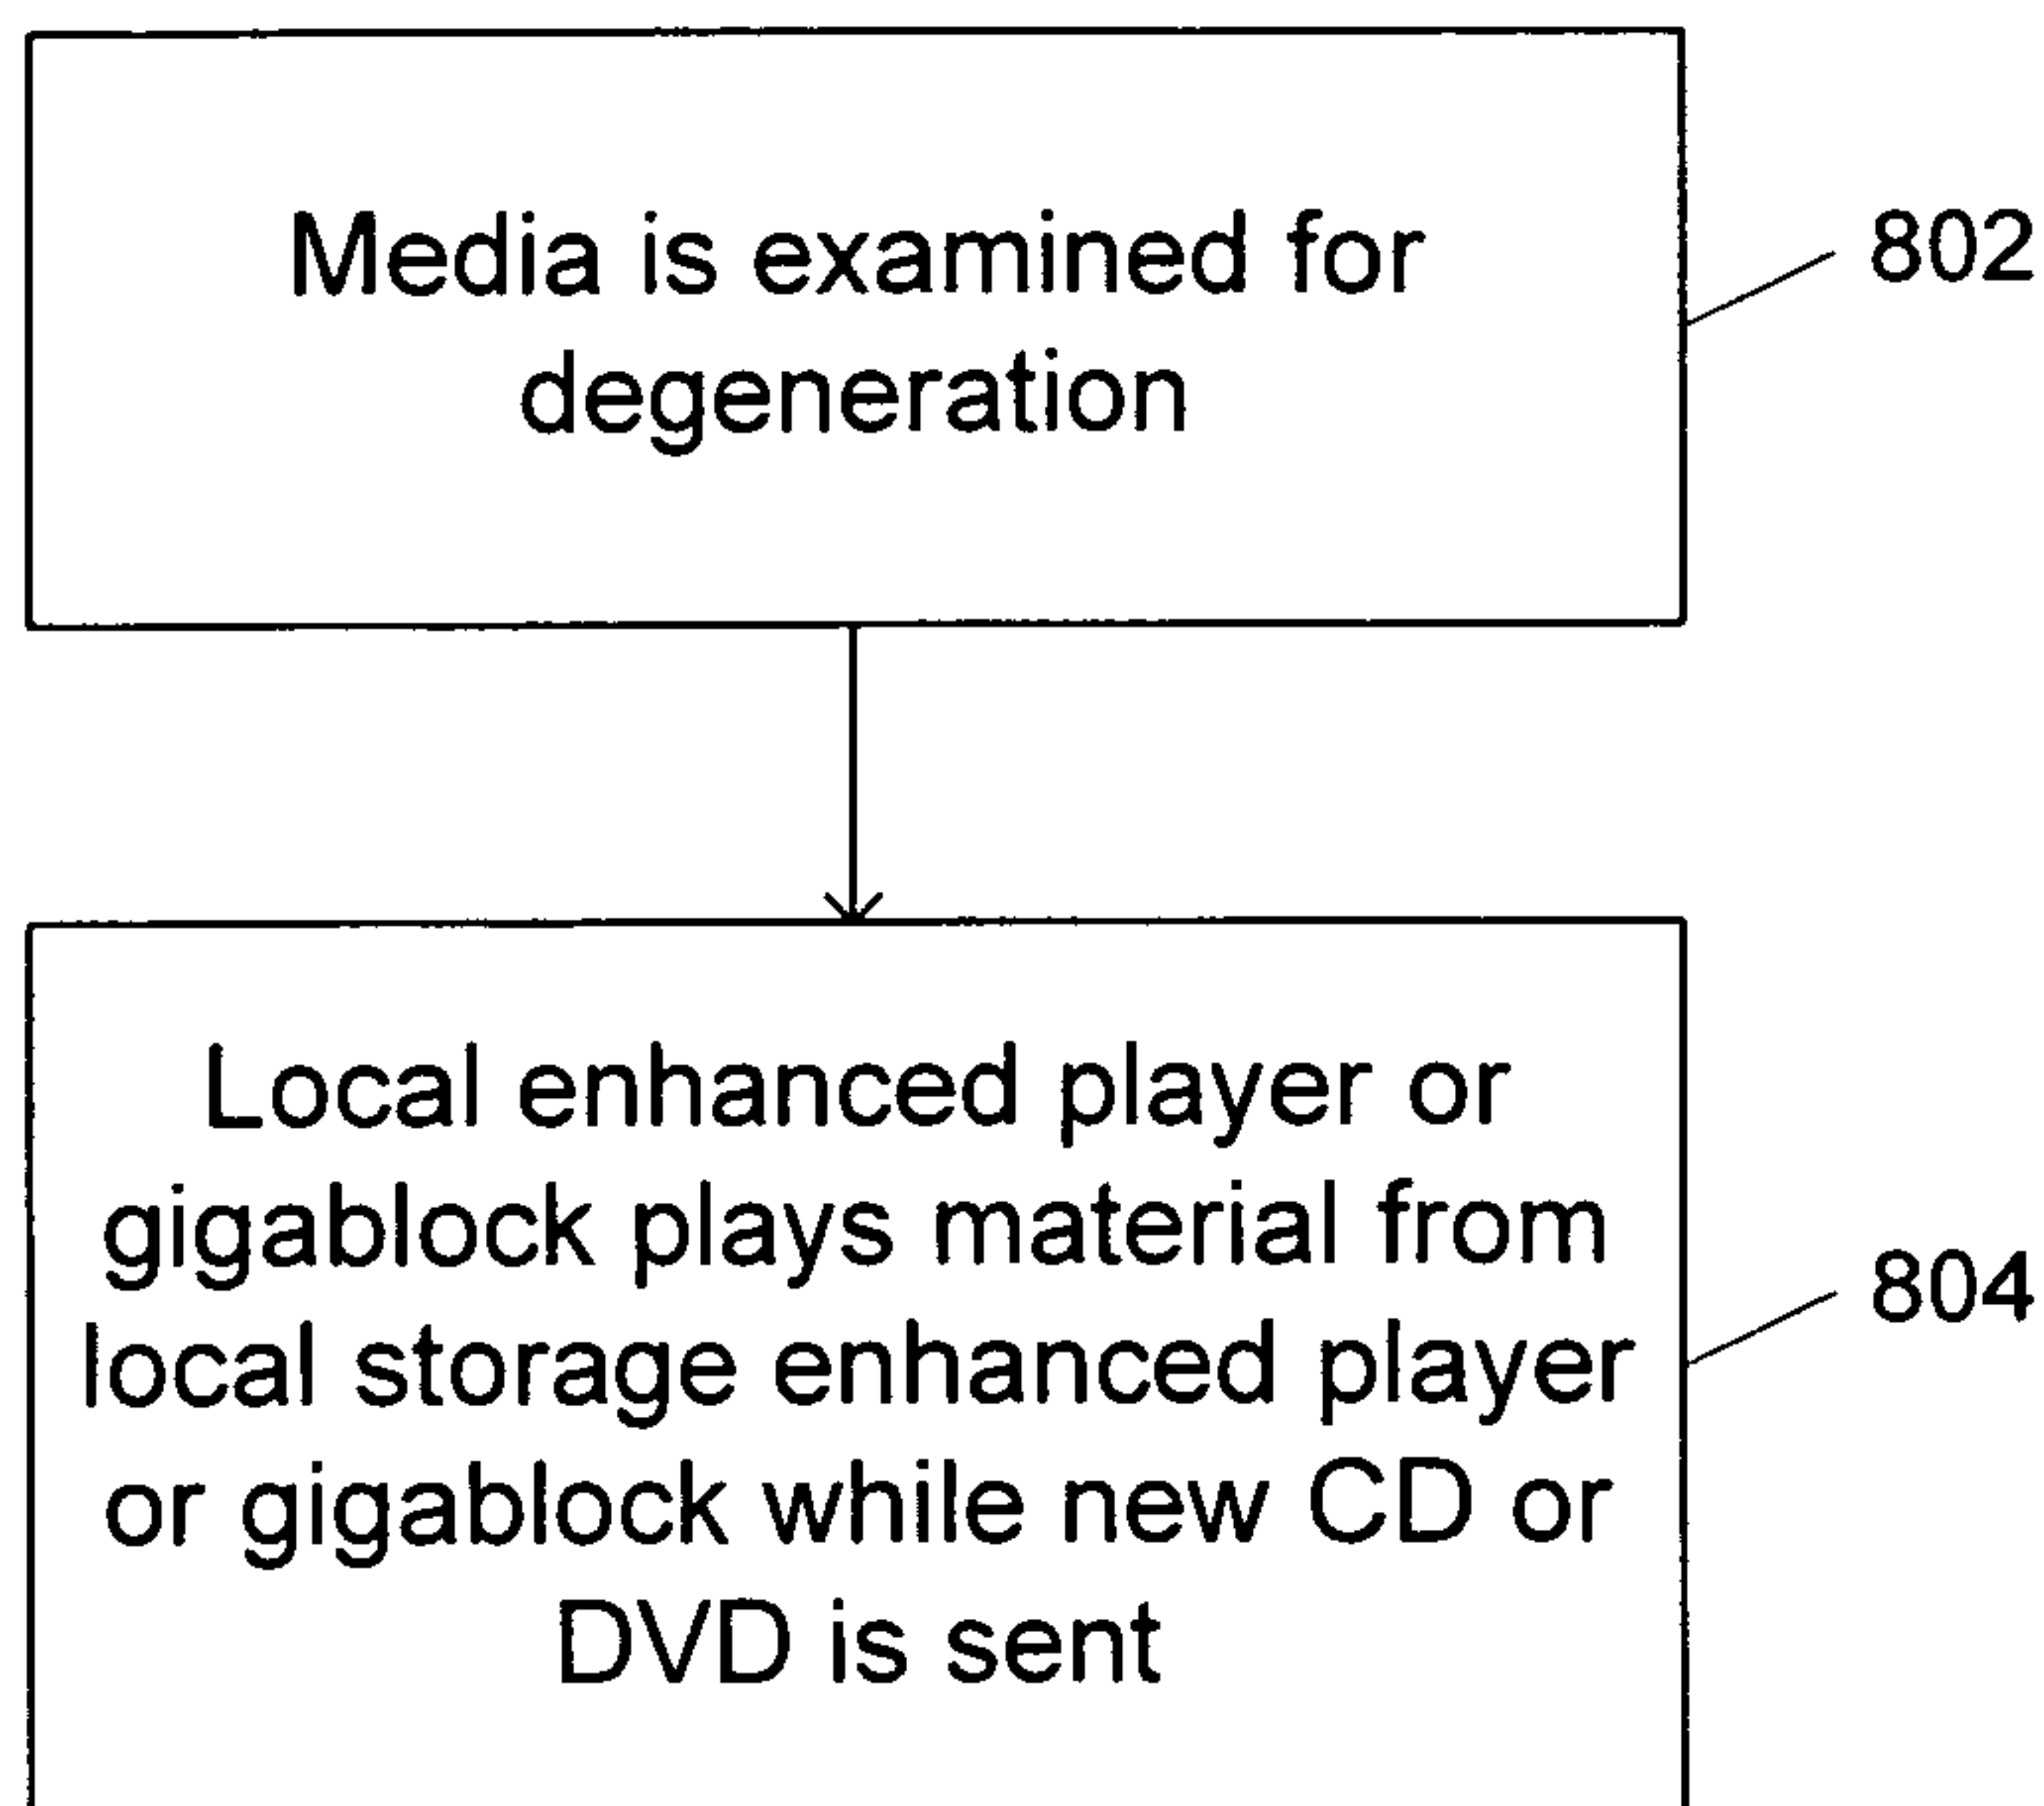 Media is examined for
degeneration
802
Local enhanced player or
gigablock plays material from
local storage enhanced player
or gigablock while new CD or
DVD is sent
804